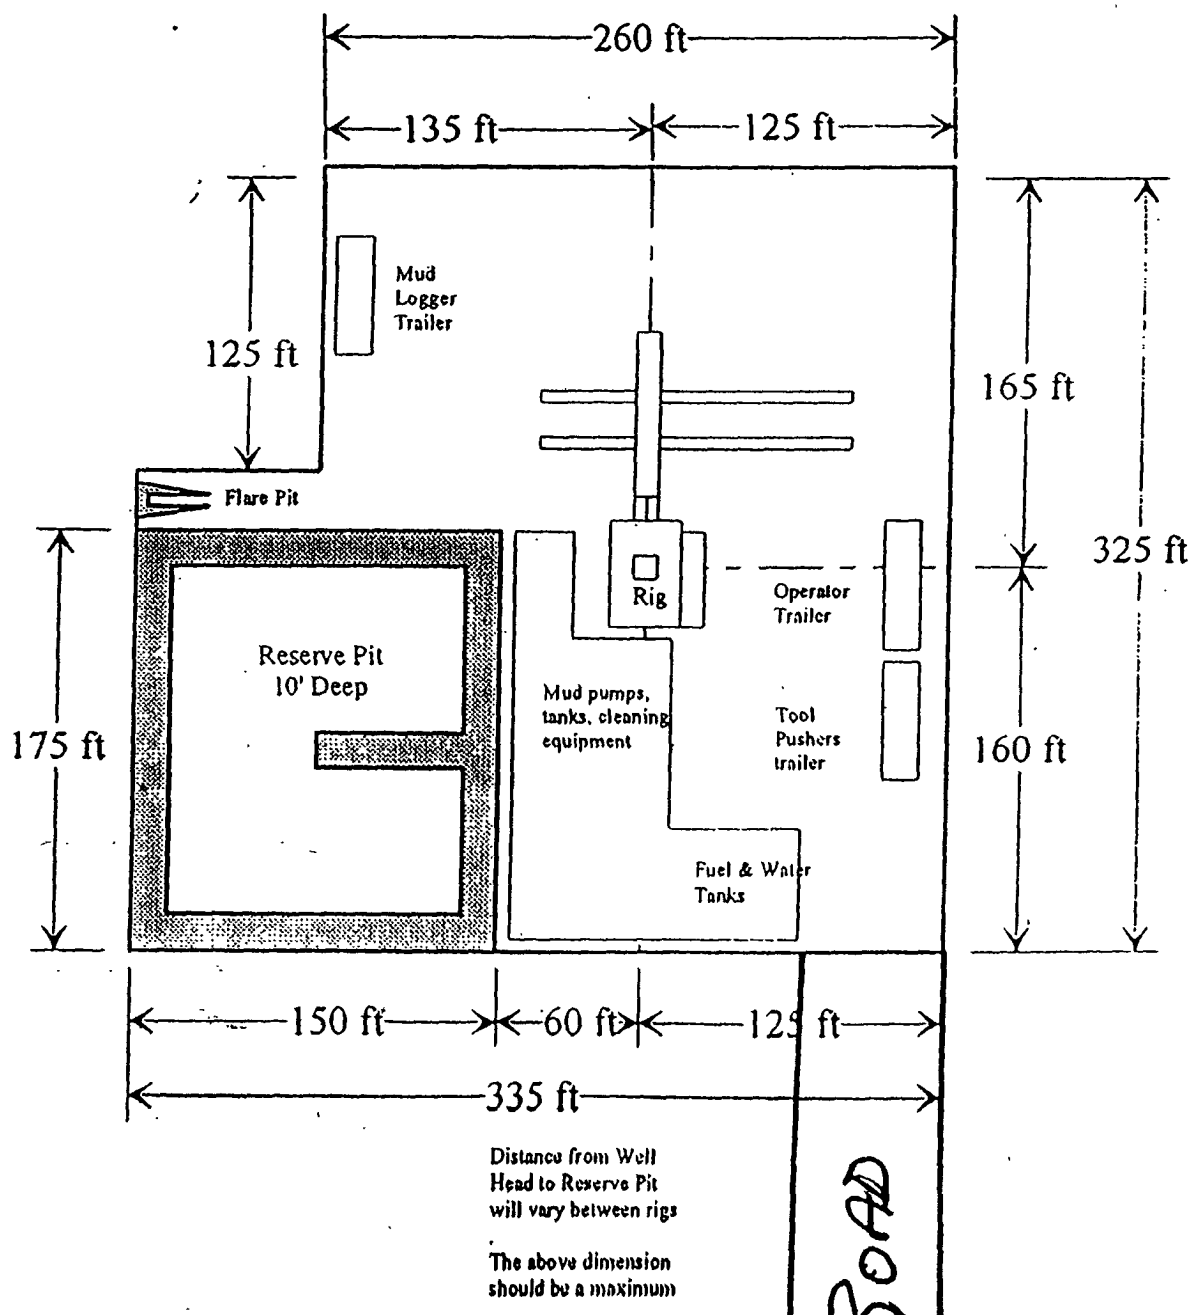 260 ft
135 ft
125 ft
Mud
Logger
Trailer
125 ft
165 ft
Flare Pit
325 ft
Rig
Operator
Trailer
Reserve Pit
10' Deep
Mud pumps,
tanks, cleaning
equipment
Tool
Pushers
trailer
175 ft
160 ft
Fuel & Water
Tanks
150 ft
60 ft
125 ft
335 ft
Distance from Well
Head to Reserve Pit
will vary between rigs
The above dimension
should be a maximum